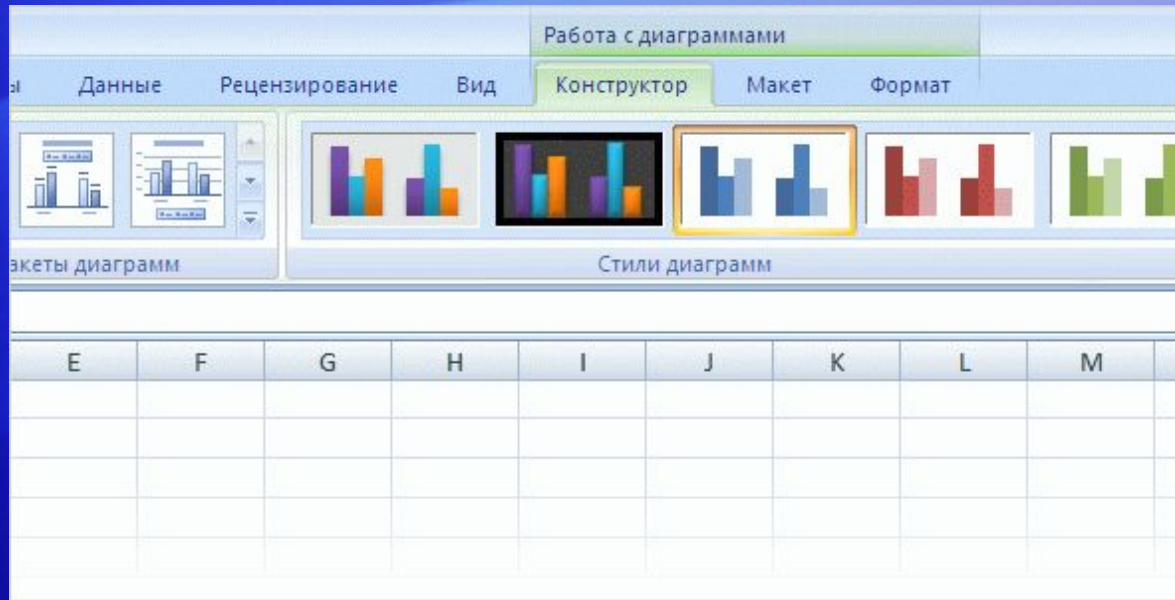 Работа с диаграммами
ы Данные Рецензирование Вид Конструктор Макет Формат
акеты диаграмм Стили диаграмм
E F G H I J K L M